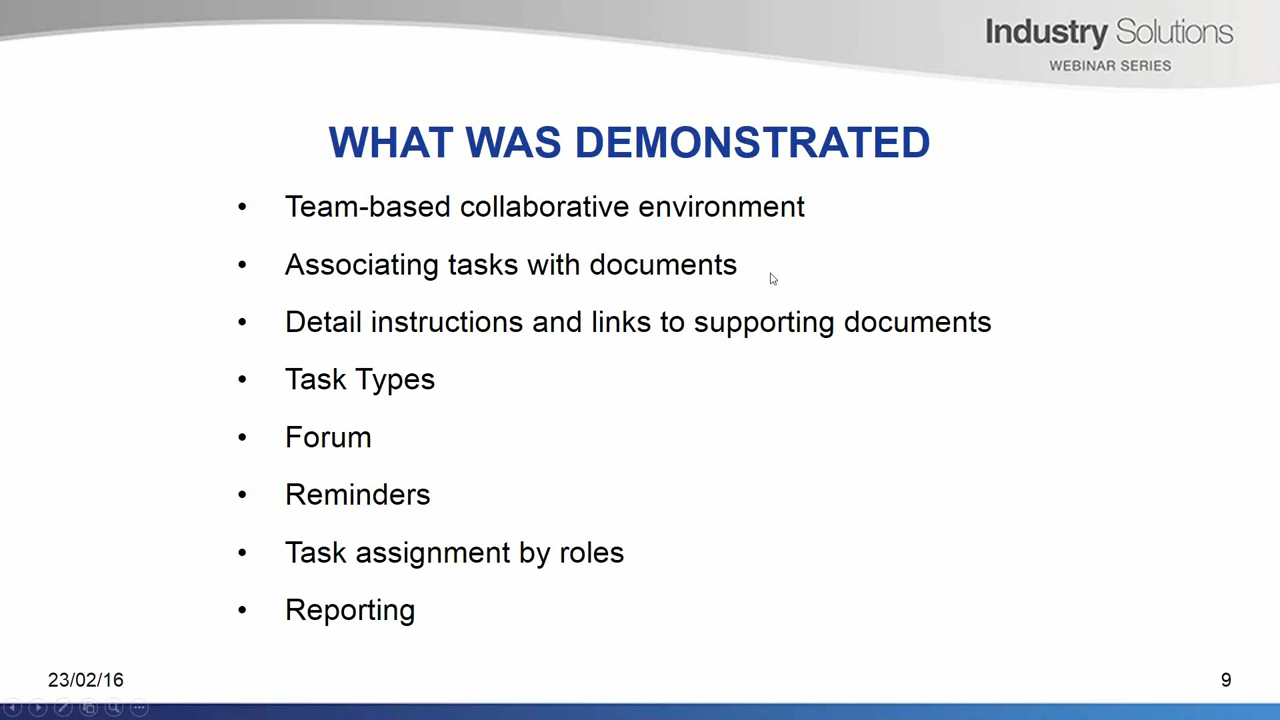 Industry Solutions
WEBINAR SERIES
WHAT WAS DEMONSTRATED
• Team-based collaborative environment
• Associating tasks with documents
• Detail instructions and links to supporting documents
• Task Types
• Forum
• Reminders
• Task assignment by roles
• Reporting
23/02/16
9